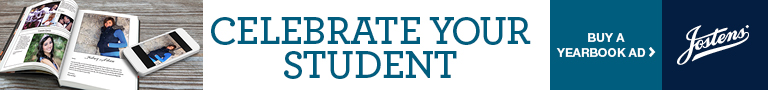 CELEBRATE YOUR
STUDENT
BUY A
YEARBOOK AD >
Jostens